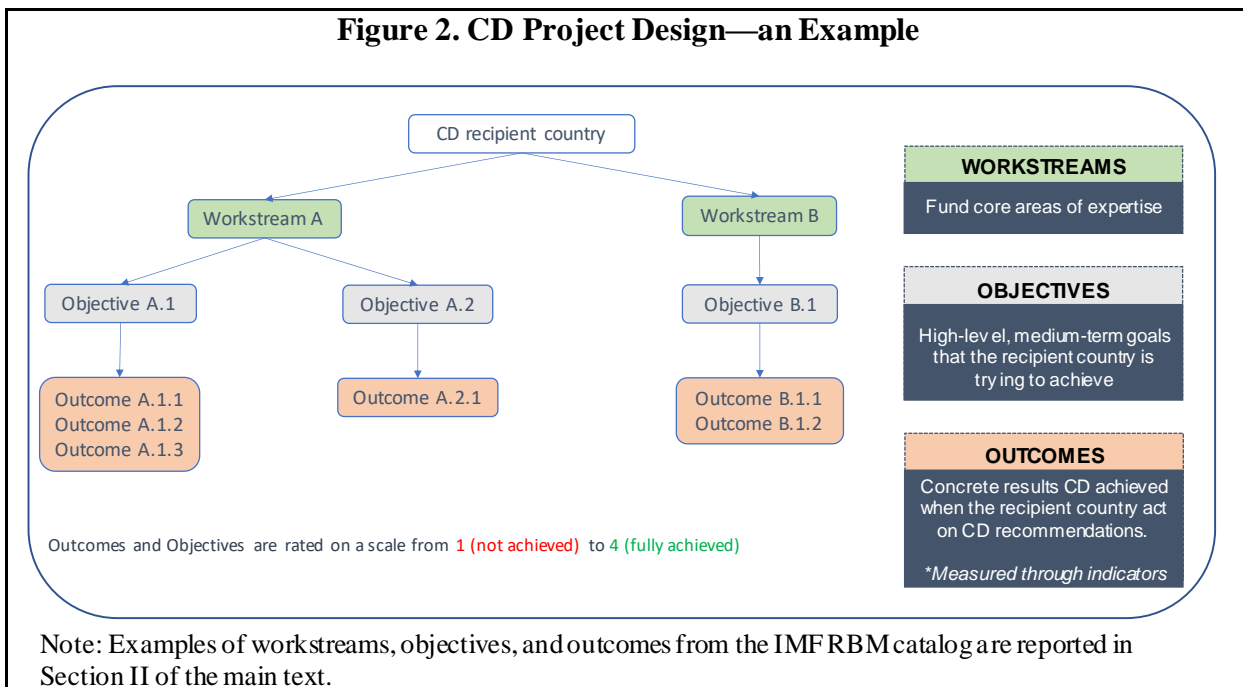 Figure 2. CD Project Design—an Example
CD recipient country
Workstream A
Workstream B
Objective A.1
Objective A.2
Objective B.1
Outcome A.1.1
Outcome A.1.2
Outcome A.1.3
Outcome A.2.1
Outcome B.1.1
Outcome B.1.2
WORKSTREAMS
Fund core areas of expertise
OBJECTIVES
High-level, medium-term goals
that the recipient country is
trying to achieve
OUTCOMES
Concrete results CD achieved
when the recipient country act
on CD recommendations.
*Measured through indicators
Outcomes and Objectives are rated on a scale from 1 (not achieved) to 4 (fully achieved)
Note: Examples of workstreams, objectives, and outcomes from the IMF RBM catalog are reported in
Section II of the main text.